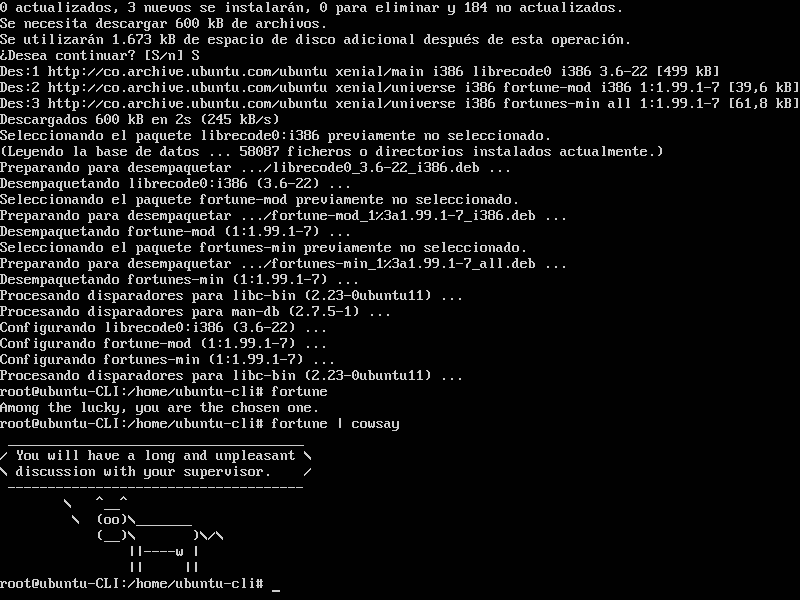 0 actualizados, 3 nuevos se instalarán, 0 para eliminar y 184 no actualizados.
Se necesita descargar 600 kB de archivos.
Se utilizarán 1.673 kB de espacio de disco adicional después de esta operación.
¿Desea continuar? [S/n] S
Des:1 http://co.archive.ubuntu.com/ubuntu xenial/main i386 librecode0 i386 3.6-22 [499 kB]
Des:2 http://co.archive.ubuntu.com/ubuntu xenial/universe i386 fortune-mod i386 1:1.99.1-7 [39,6 kB]
Des:3 http://co.archive.ubuntu.com/ubuntu xenial/universe i386 fortunes-min all 1:1.99.1-7 [61,8 kB]
Descargados 600 kB en 2s (245 kB/s)
Seleccionando el paquete librecode0:i386 previamente no seleccionado.
(Leyendo la base de datos ... 58087 ficheros o directorios instalados actualmente.)
Preparando para desempaquetar .../librecode0_3.6-22_i386.deb ...
Desempaquetando librecode0:i386 (3.6-22) ...
Seleccionando el paquete fortune-mod previamente no seleccionado.
Preparando para desempaquetar .../fortune-mod_1%3a1.99.1-7_i386.deb ...
Desempaquetando fortune-mod (1:1.99.1-7) ...
Seleccionando el paquete fortunes-min previamente no seleccionado.
Preparando para desempaquetar .../fortunes-min_1%3a1.99.1-7_all.deb ...
Desempaquetando fortunes-min (1:1.99.1-7) ...
Procesando disparadores para libc-bin (2.23-0ubuntu11) ...
Procesando disparadores para man-db (2.7.5-1) ...
Configurando librecode0:i386 (3.6-22) ...
Configurando fortune-mod (1:1.99.1-7) ...
Configurando fortunes-min (1:1.99.1-7) ...
Procesando disparadores para libc-bin (2.23-0ubuntu11) ...
root@ubuntu-CLI:/home/ubuntu-cli# fortune
Among the lucky, you are the chosen one.
root@ubuntu-CLI:/home/ubuntu-cli# fortune | cowsay
 _____________________________________
/ You will have a long and unpleasant \
\ discussion with your supervisor.    /
 -------------------------------------
        \   ^__^
         \  (oo)\_______
            (__)\       )\/\
                ||----w |
                ||     ||
root@ubuntu-CLI:/home/ubuntu-cli# _